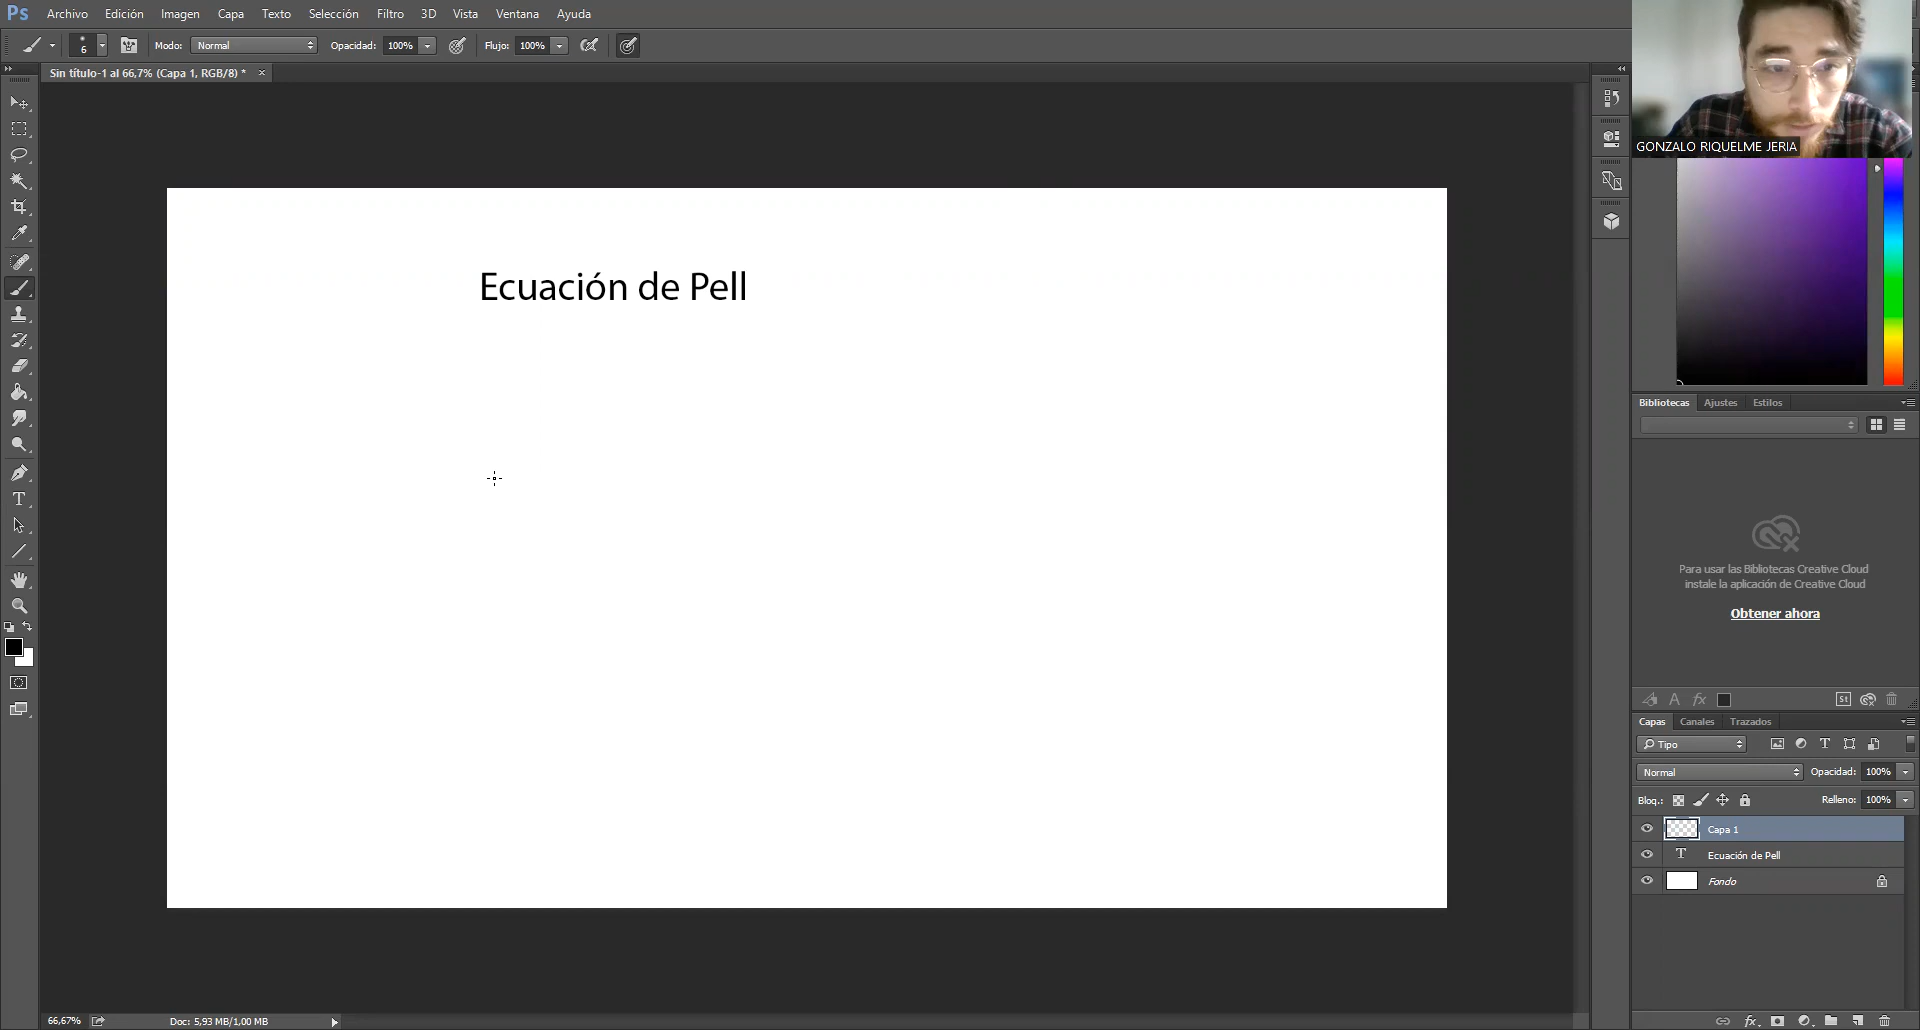 Ps Archivo Edición Imagen Capa Texto Selección Filtro 3D Vista Ventana Ayuda
6 Modo: Normal Opacidad: 100% Flujo: 100%
Sin título-1 al 66,7% (Capa 1, RGB/8) * ×
GONZALO RIQUELME JERIA
Ecuación de Pell
Bibliotecas Ajustes Estilos
Para usar las Bibliotecas Creative Cloud
instale la aplicación de Creative Cloud
Obtener ahora
St
Capas Canales Trazados
Tipo
Normal Opacidad: 100%
Bloq.: Relleno: 100%
Capa 1
Ecuación de Pell
Fondo
66,67% Doc: 5,93 MB/1,00 MB